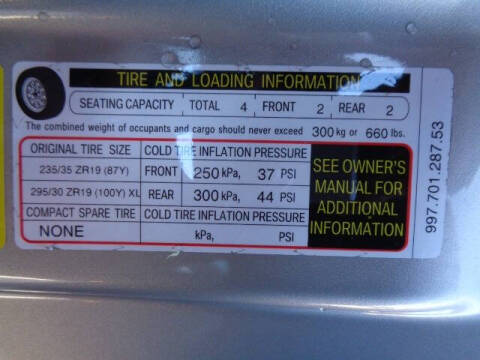 TIRE AND LOADING INFORMATION
SEATING CAPACITY TOTAL 4 FRONT 2 REAR 2
The combined weight of occupants and cargo should never exceed 300 kg or 660 lbs.
ORIGINAL TIRE SIZE COLD TIRE INFLATION PRESSURE
235/35 ZR19 (87Y) FRONT 250 kPa, 37 PSI
295/30 ZR19 (100Y) XL REAR 300 kPa, 44 PSI
COMPACT SPARE TIRE COLD TIRE INFLATION PRESSURE
NONE kPa, PSI
SEE OWNER'S
MANUAL FOR
ADDITIONAL
INFORMATION
997.701.287.53